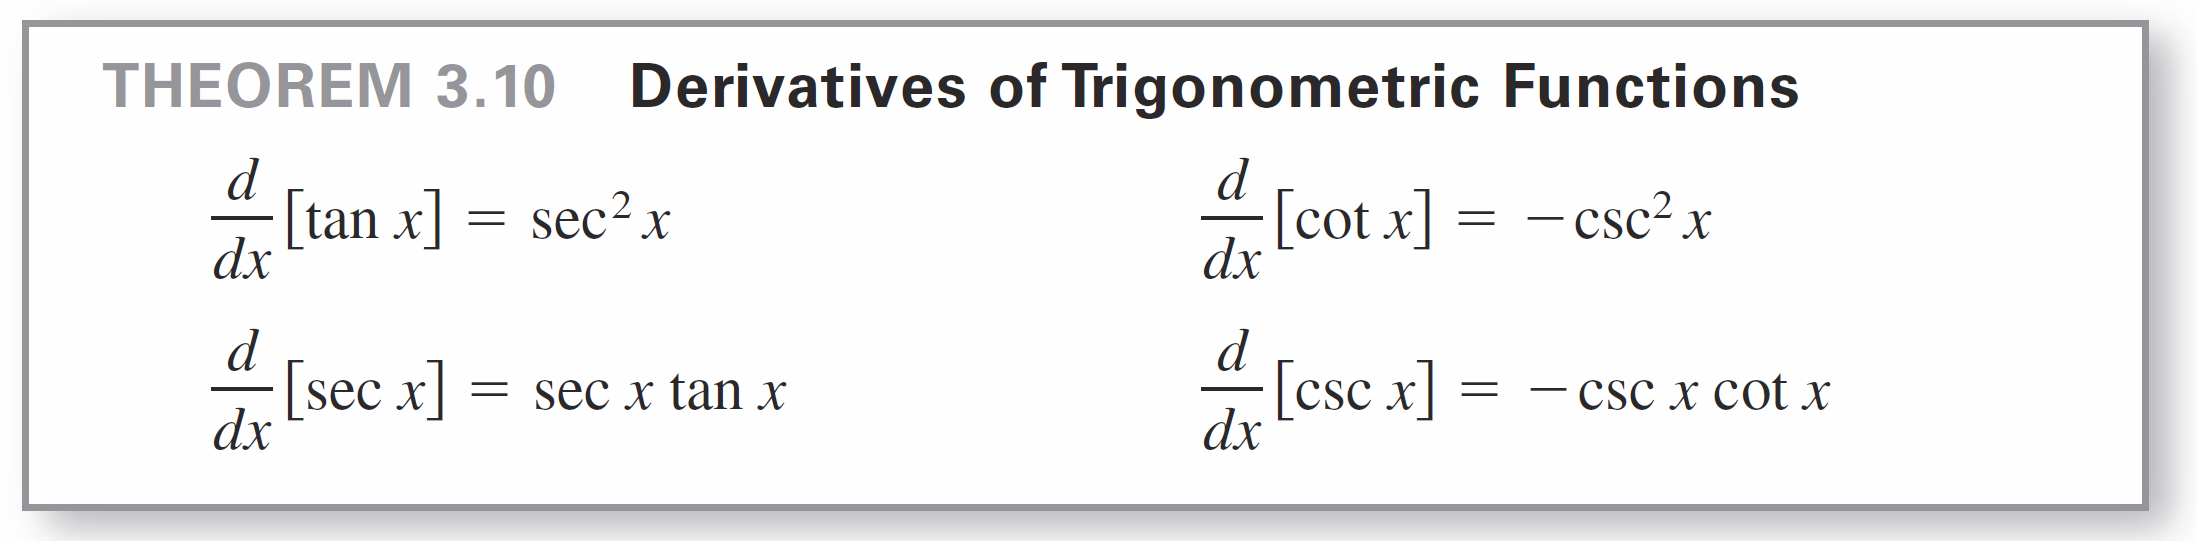 THEOREM 3.10 Derivatives of Trigonometric Functions
d/dx [tan x] = sec² x    d/dx [cot x] = −csc² x
d/dx [sec x] = sec x tan x    d/dx [csc x] = −csc x cot x